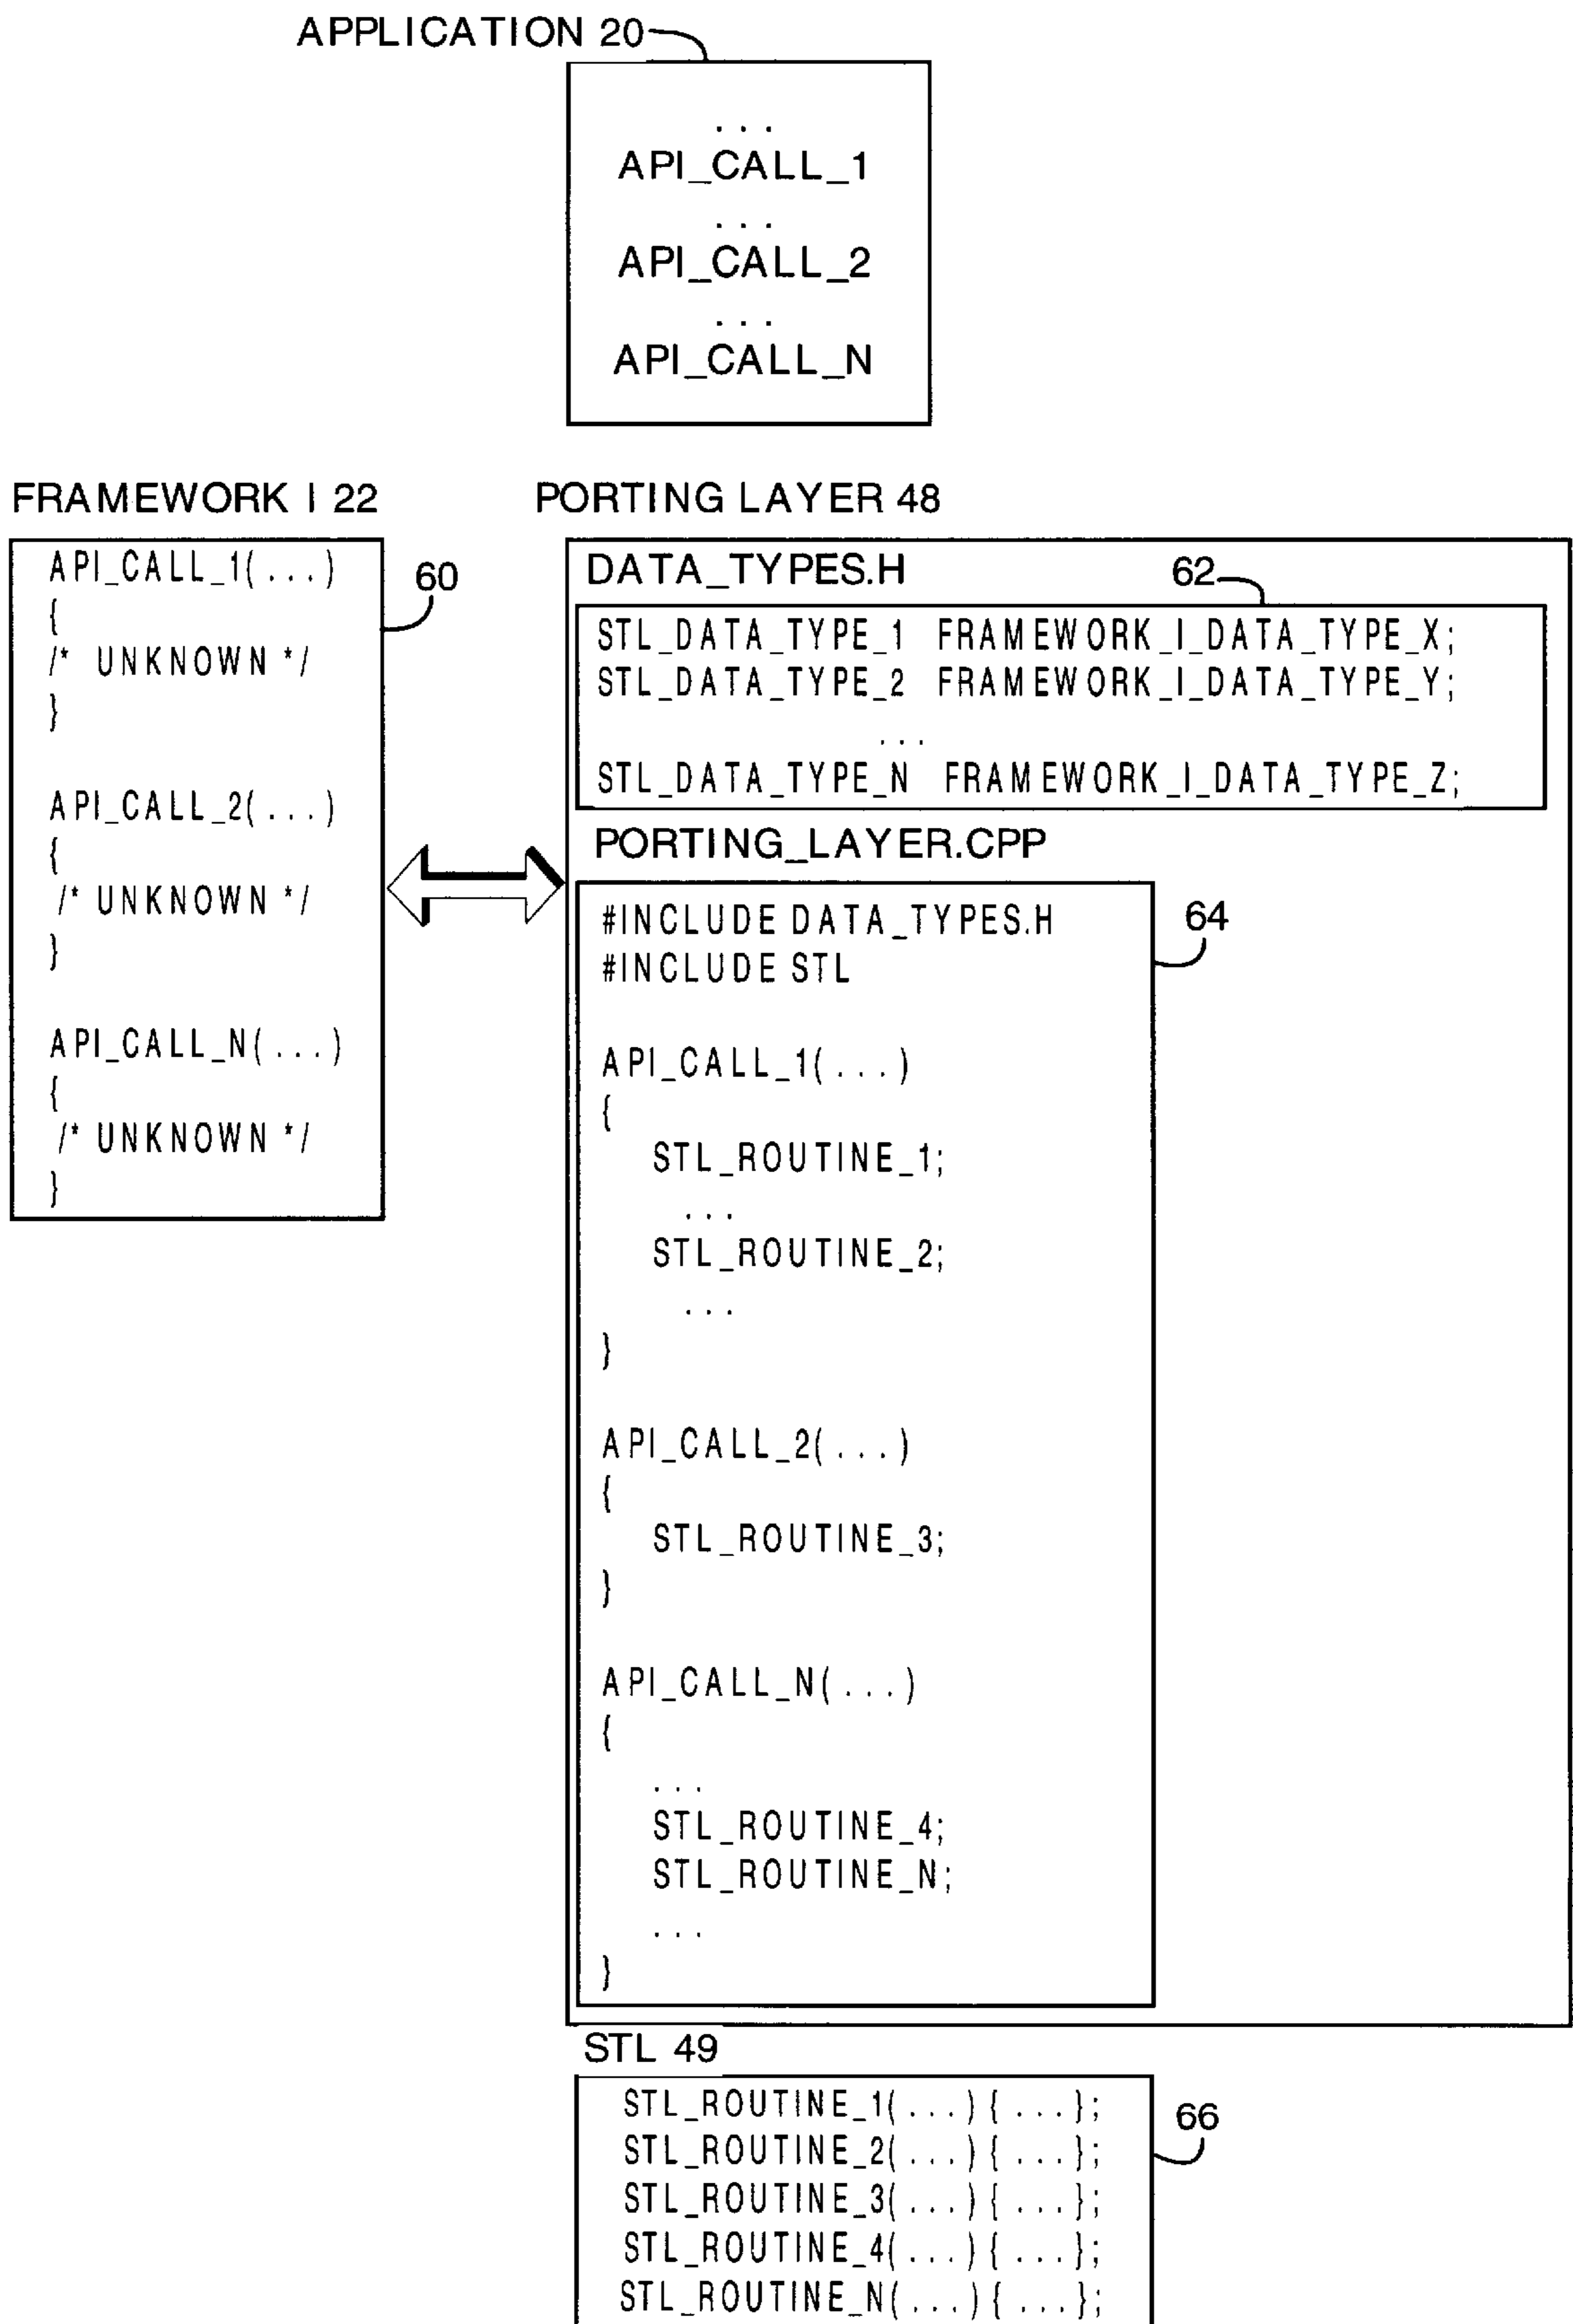 APPLICATION 20
...
API_CALL_1
...
API_CALL_2
...
API_CALL_N
FRAMEWORK I 22
API_CALL_1(...)
{
/* UNKNOWN */
}
API_CALL_2(...)
{
/* UNKNOWN */
}
API_CALL_N(...)
{
/* UNKNOWN */
}
60
PORTING LAYER 48
DATA_TYPES.H
62
STL_DATA_TYPE_1 FRAMEWORK_I_DATA_TYPE_X;
STL_DATA_TYPE_2 FRAMEWORK_I_DATA_TYPE_Y;
...
STL_DATA_TYPE_N FRAMEWORK_I_DATA_TYPE_Z;
PORTING_LAYER.CPP
64
#INCLUDE DATA_TYPES.H
#INCLUDE STL
API_CALL_1(...)
{
STL_ROUTINE_1;
...
STL_ROUTINE_2;
...
}
API_CALL_2(...)
{
STL_ROUTINE_3;
}
API_CALL_N(...)
{
...
STL_ROUTINE_4;
STL_ROUTINE_N;
...
}
STL 49
STL_ROUTINE_1(...){...};
STL_ROUTINE_2(...){...};
STL_ROUTINE_3(...){...};
STL_ROUTINE_4(...){...};
STL_ROUTINE_N(...){...};
66